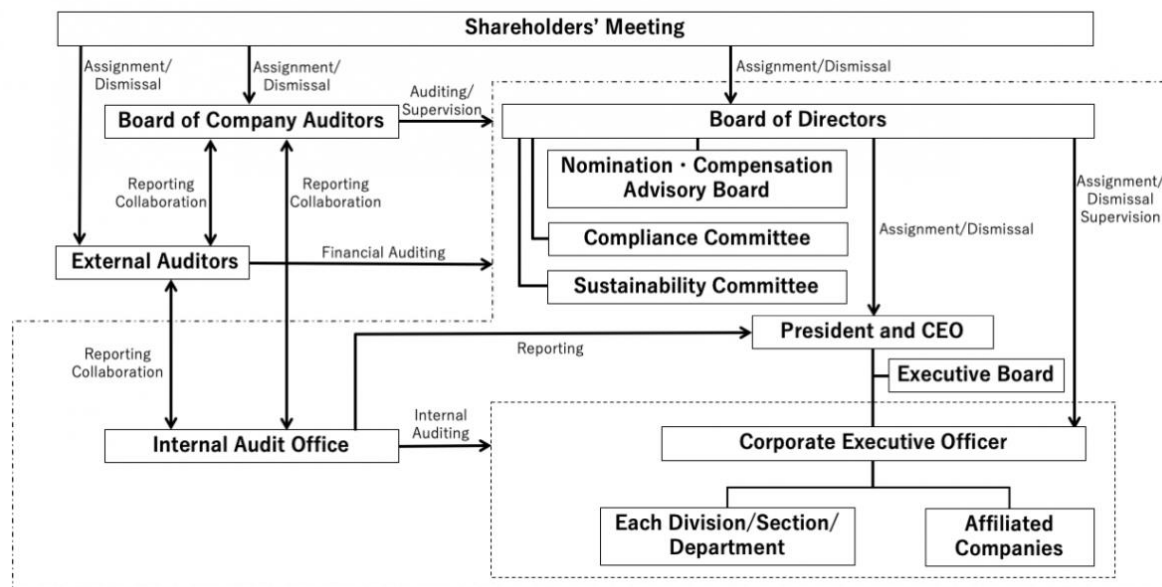 Shareholders' Meeting
Assignment/
Dismissal
Assignment/
Dismissal
Assignment/Dismissal
Auditing/
Supervision
Board of Company Auditors
Board of Directors
Nomination・Compensation
Advisory Board
Reporting
Collaboration
Reporting
Collaboration
Assignment/
Dismissal
Supervision
Assignment/Dismissal
Compliance Committee
External Auditors
Financial Auditing
Sustainability Committee
President and CEO
Reporting
Reporting
Collaboration
Executive Board
Internal
Auditing
Internal Audit Office
Corporate Executive Officer
Each Division/Section/
Department
Affiliated
Companies